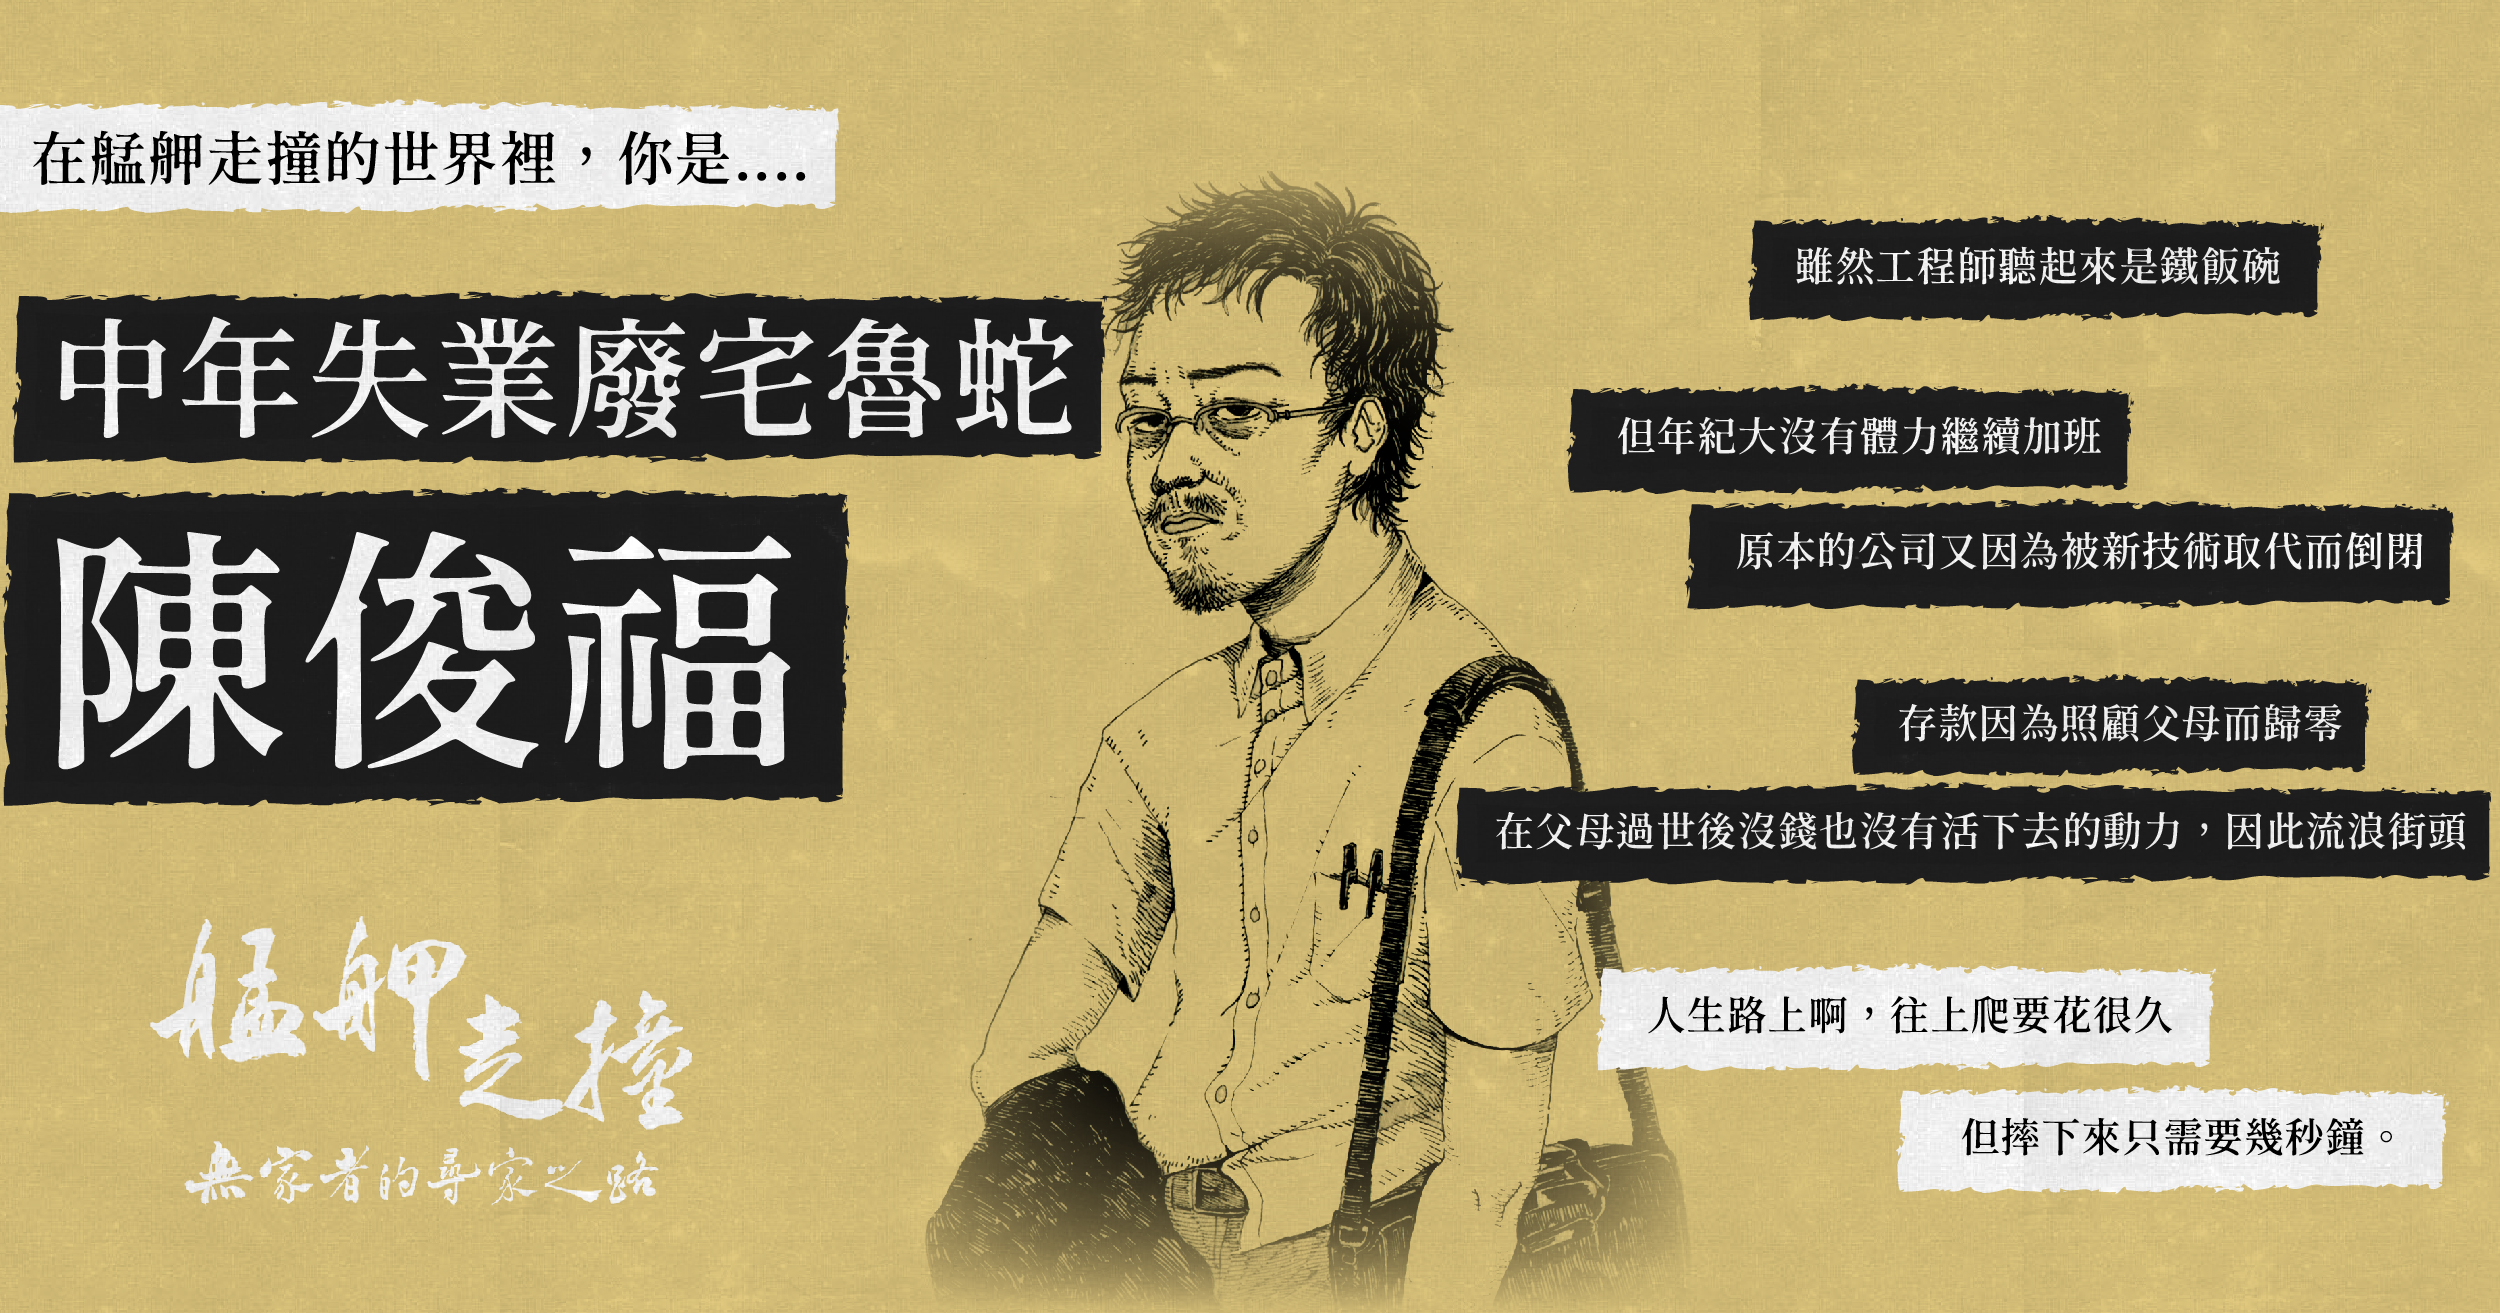 在艋舺走撞的世界裡，你是....
中年失業廢宅魯蛇
陳俊福
艋舺走撞
無家者的尋家之路
雖然工程師聽起來是鐵飯碗
但年紀大沒有體力繼續加班
原本的公司又因為被新技術取代而倒閉
存款因為照顧父母而歸零
在父母過世後沒錢也沒有活下去的動力，因此流浪街頭
人生路上啊，往上爬要花很久
但摔下來只需要幾秒鐘。